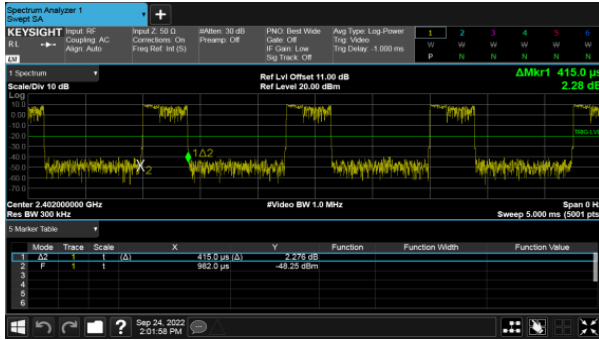 Spectrum Analyzer 1
Swept SA
+
KEYSIGHT Input: RF Input Z: 50 Ω #Atten: 30 dB PNO: Best Wide Avg Type: Log-Power 1 2 3 4 5 6
Coupling: AC Corrections: On Preamp: Off Gate: Off Trig: Video
RL Align: Auto Freq Ref: Int (S) IF Gain: Low Trig Delay: -1.000 ms W W W W W W
Sig Track: Off P N N N N N
LXI
1 Spectrum
Ref Lvl Offset 11.00 dB ΔMkr1 415.0 µs
Scale/Div 10 dB Ref Level 20.00 dBm 2.28 dB
Log
10.0
0.00
-10.0
-20.0 TRIG LVL
-30.0
-40.0 1Δ2
-50.0 X2
-60.0
-70.0
Center 2.402000000 GHz #Video BW 1.0 MHz Span 0 Hz
Res BW 300 kHz Sweep 5.000 ms (5001 pts)
5 Marker Table
Mode Trace Scale X Y Function Function Width Function Value
1 Δ2 1 t (Δ) 415.0 µs (Δ) 2.276 dB
2 F 1 t 982.0 µs -48.25 dBm
3
4
5
6
? Sep 24, 2022
2:01:58 PM